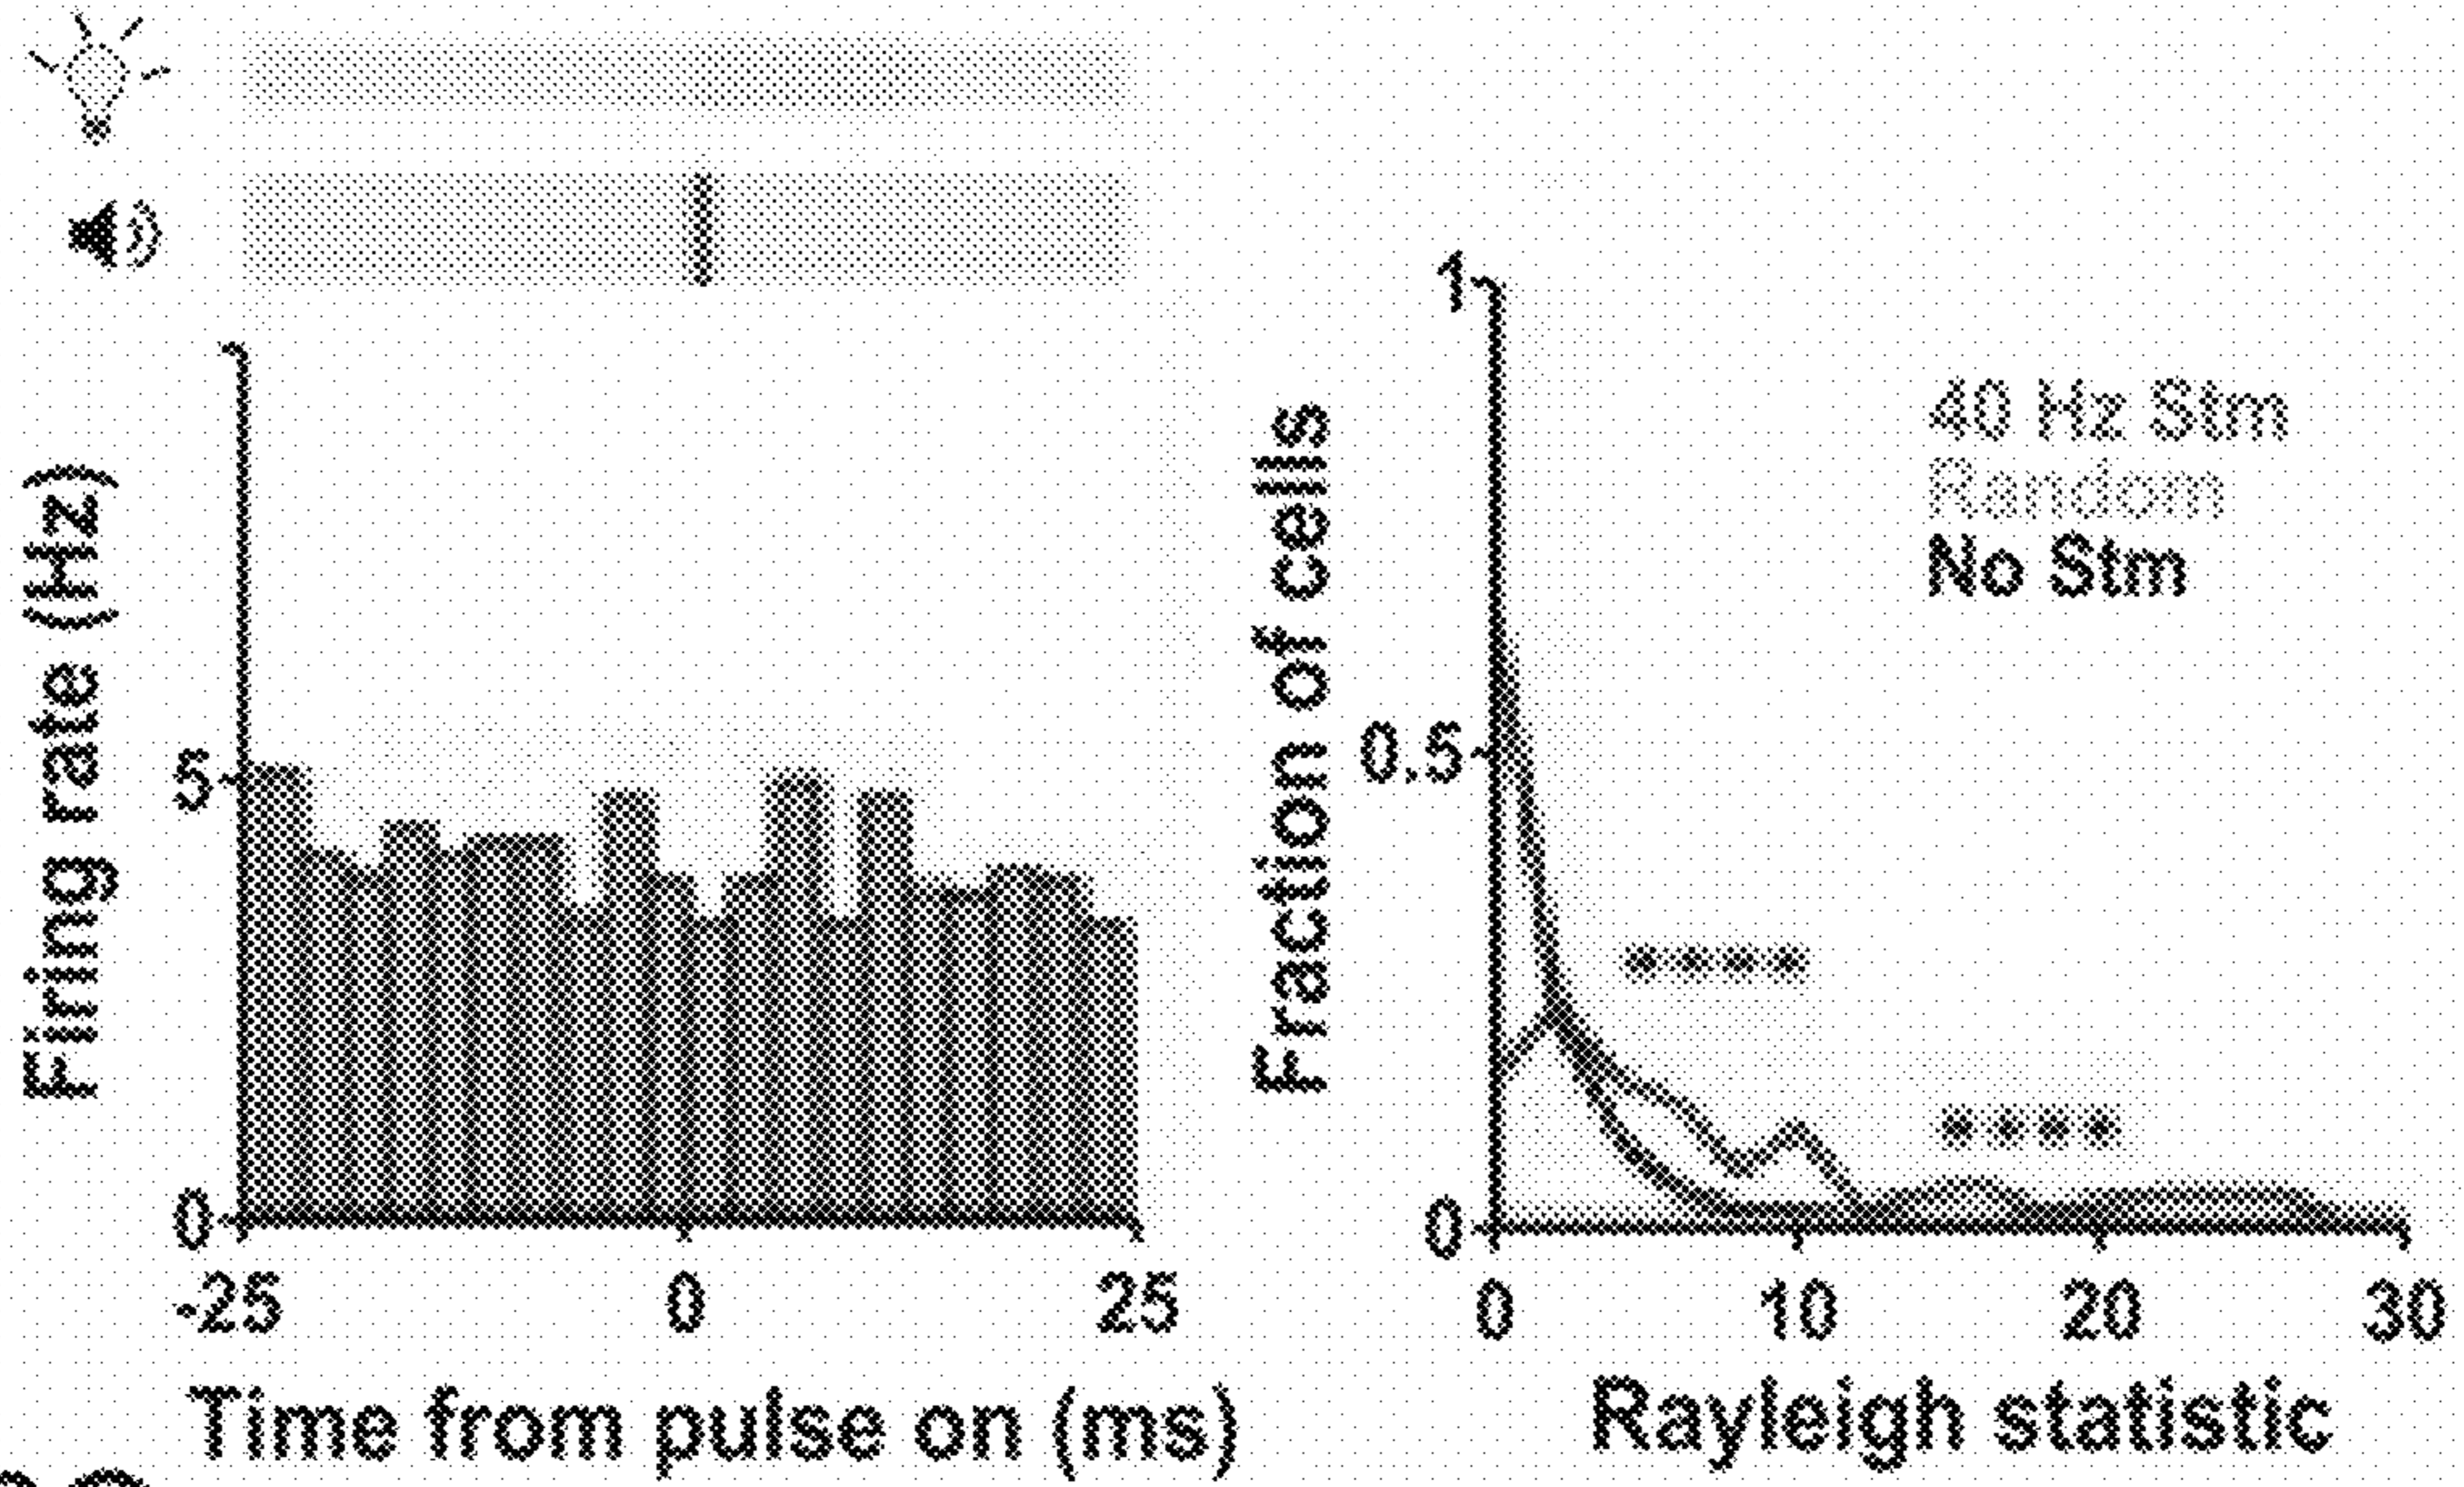 Firing rate (Hz)
5
0
-25 0 25
Time from pulse on (ms)
Fraction of cells
1
0.5
0
0 10 20 30
Rayleigh statistic
40 Hz Stm
Random
No Stm
****
****